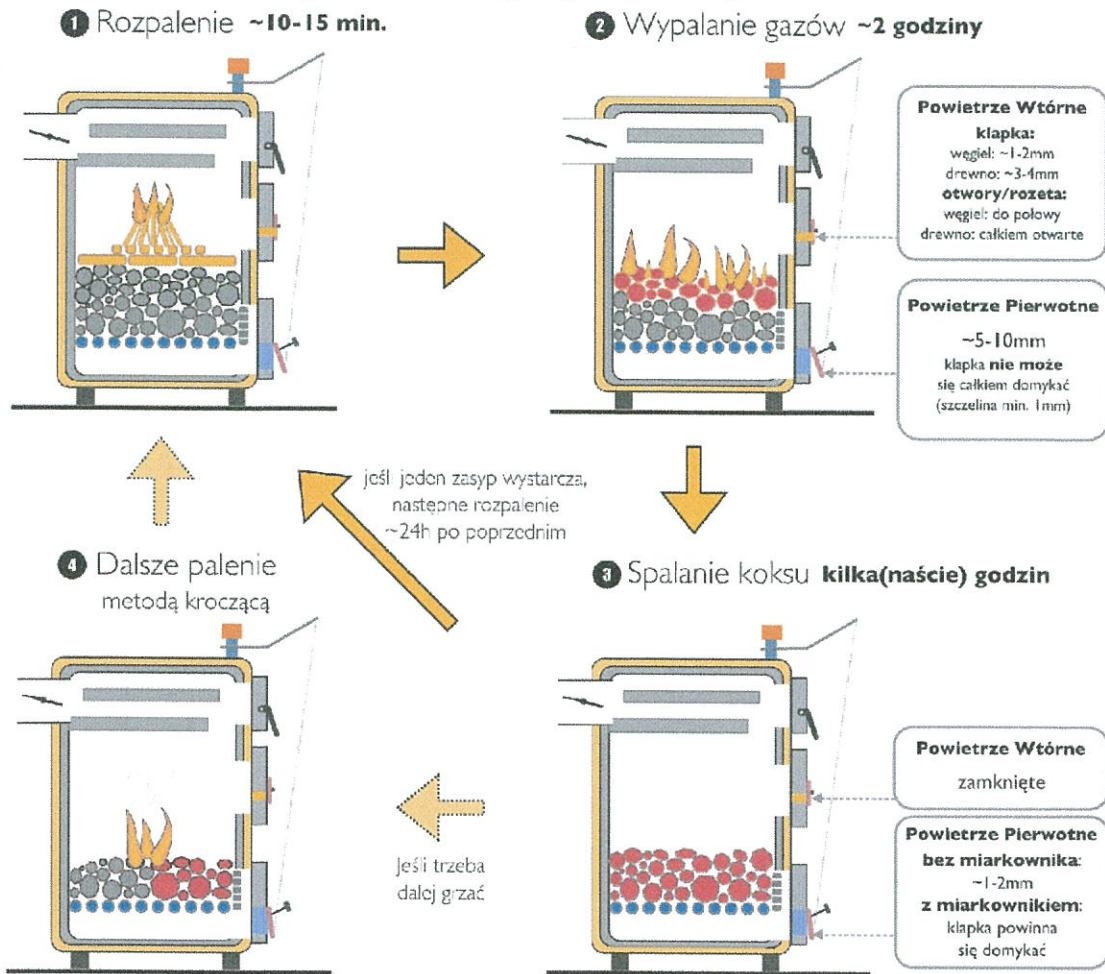 1 Rozpalenie ~10-15 min.
2 Wypalanie gazów ~2 godziny
Powietrze Wtórne
klapka:
węgiel: ~1-2mm
drewno: ~3-4mm
otwory/rozeta:
węgiel: do połowy
drewno: całkiem otwarte
Powietrze Pierwotne
~5-10mm
klapka nie może
się całkiem domykać
(szczelina min. 1mm)
jeśli jeden zasyp wystarcza,
następne rozpalenie
~24h po poprzednim
4 Dalsze palenie
metodą kroczącą
3 Spalanie koksu kilka(naście) godzin
Powietrze Wtórne
zamknięte
Jeśli trzeba
dalej grzać
Powietrze Pierwotne
bez miarkownika:
~1-2mm
z miarkownikiem:
klapka powinna
się domykać